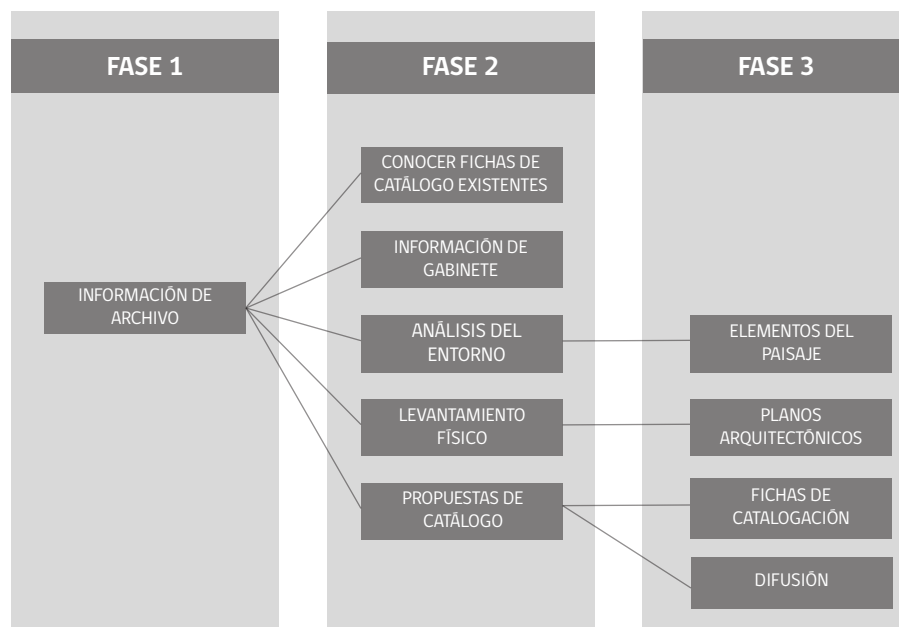 FASE 1
INFORMACIÓN DE
ARCHIVO
FASE 2
CONOCER FICHAS DE
CATÁLOGO EXISTENTES
INFORMACIÓN DE
GABINETE
ANÁLISIS DEL
ENTORNO
LEVANTAMIENTO
FÍSICO
PROPUESTAS DE
CATÁLOGO
FASE 3
ELEMENTOS DEL
PAISAJE
PLANOS
ARQUITECTÓNICOS
FICHAS DE
CATALOGACIÓN
DIFUSIÓN